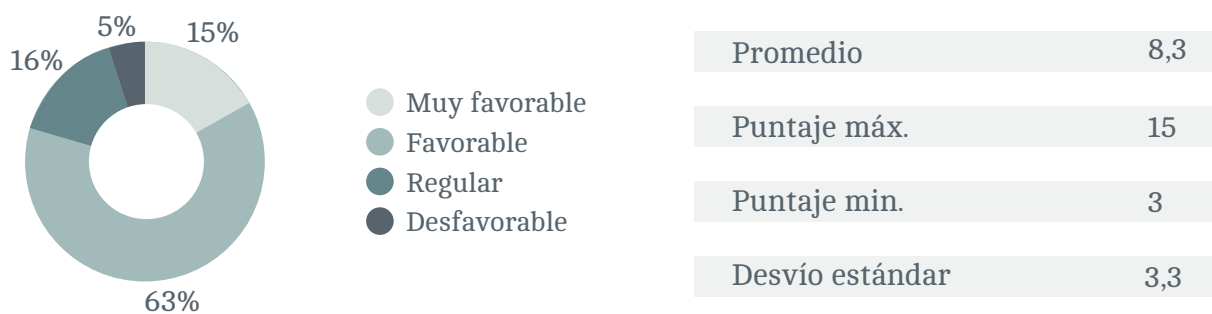 5%
15%
16%
63%
Muy favorable
Favorable
Regular
Desfavorable
Promedio 8,3
Puntaje máx. 15
Puntaje min. 3
Desvío estándar 3,3